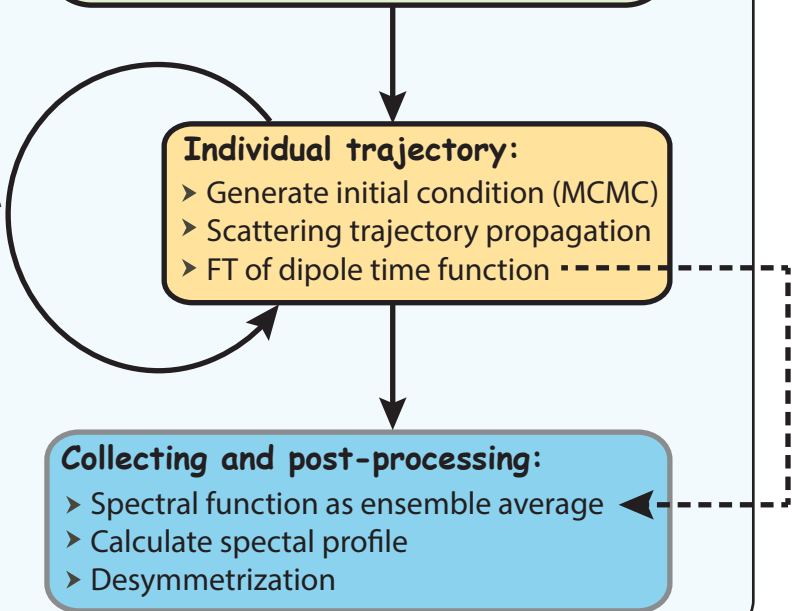 Individual trajectory:
➤ Generate initial condition (MCMC)
➤ Scattering trajectory propagation
➤ FT of dipole time function
Collecting and post-processing:
➤ Spectral function as ensemble average
➤ Calculate spectal profile
➤ Desymmetrization